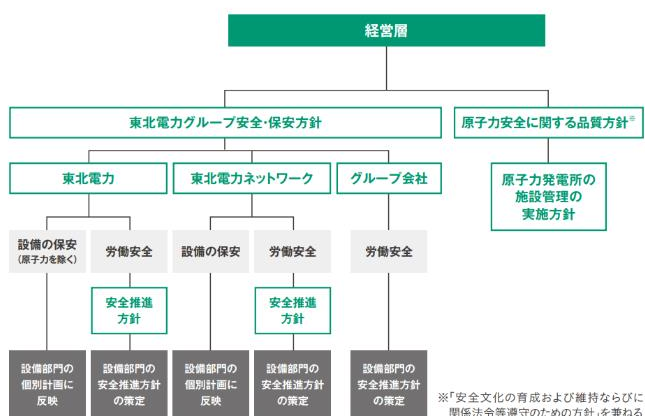 経営層
東北電力グループ安全・保安方針
原子力安全に関する品質方針※
東北電力
東北電力ネットワーク
グループ会社
原子力発電所の
施設管理の
実施方針
設備の保安
(原子力を除く)
労働安全
設備の保安
労働安全
労働安全
安全推進
方針
安全推進
方針
設備部門の
個別計画に
反映
設備部門の
安全推進方針
の策定
設備部門の
個別計画に
反映
設備部門の
安全推進方針
の策定
設備部門の
安全推進方針
の策定
※「安全文化の育成および維持ならびに
関係法令等遵守のための方針」を兼ねる